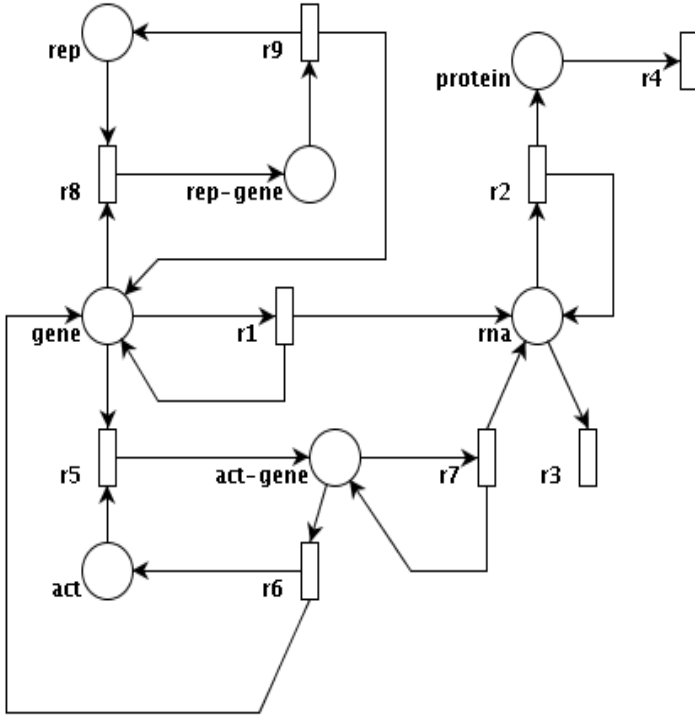 rep
r9
protein
r4
r8
rep-gene
r2
gene
r1
rna
r5
act-gene
r7
r3
act
r6